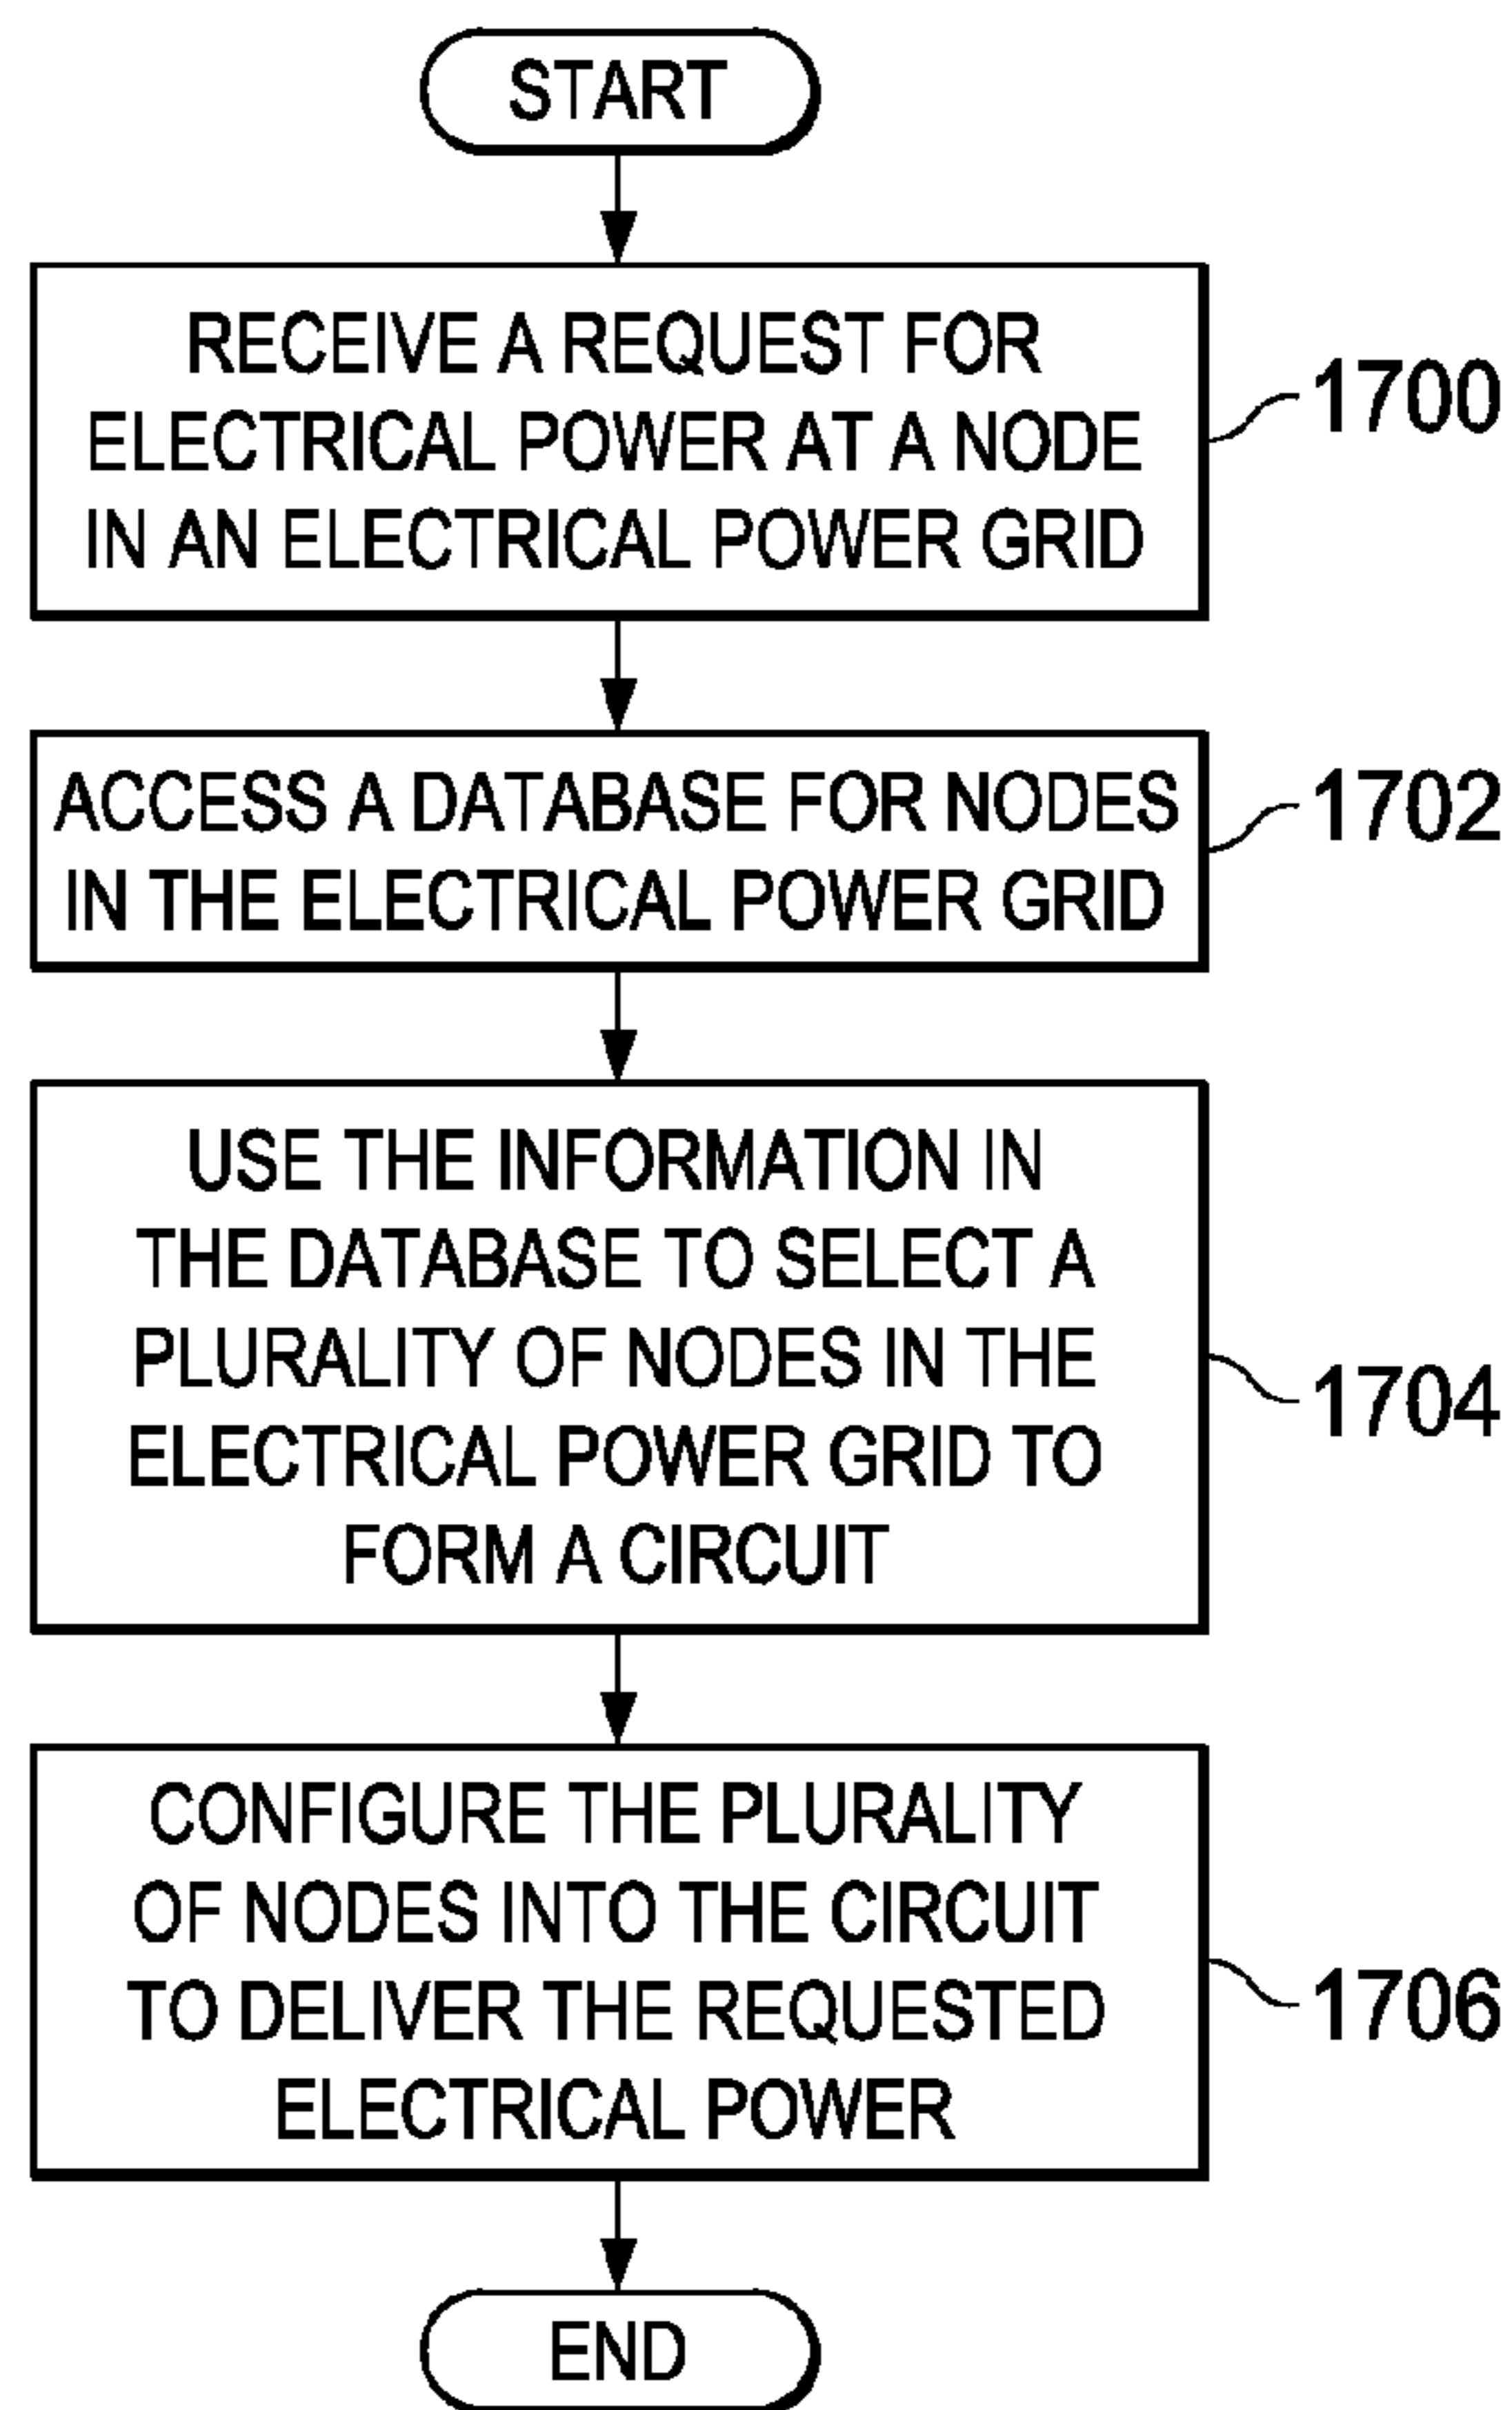 START
RECEIVE A REQUEST FOR
ELECTRICAL POWER AT A NODE
IN AN ELECTRICAL POWER GRID
1700
ACCESS A DATABASE FOR NODES
IN THE ELECTRICAL POWER GRID
1702
USE THE INFORMATION IN
THE DATABASE TO SELECT A
PLURALITY OF NODES IN THE
ELECTRICAL POWER GRID TO
FORM A CIRCUIT
1704
CONFIGURE THE PLURALITY
OF NODES INTO THE CIRCUIT
TO DELIVER THE REQUESTED
ELECTRICAL POWER
1706
END